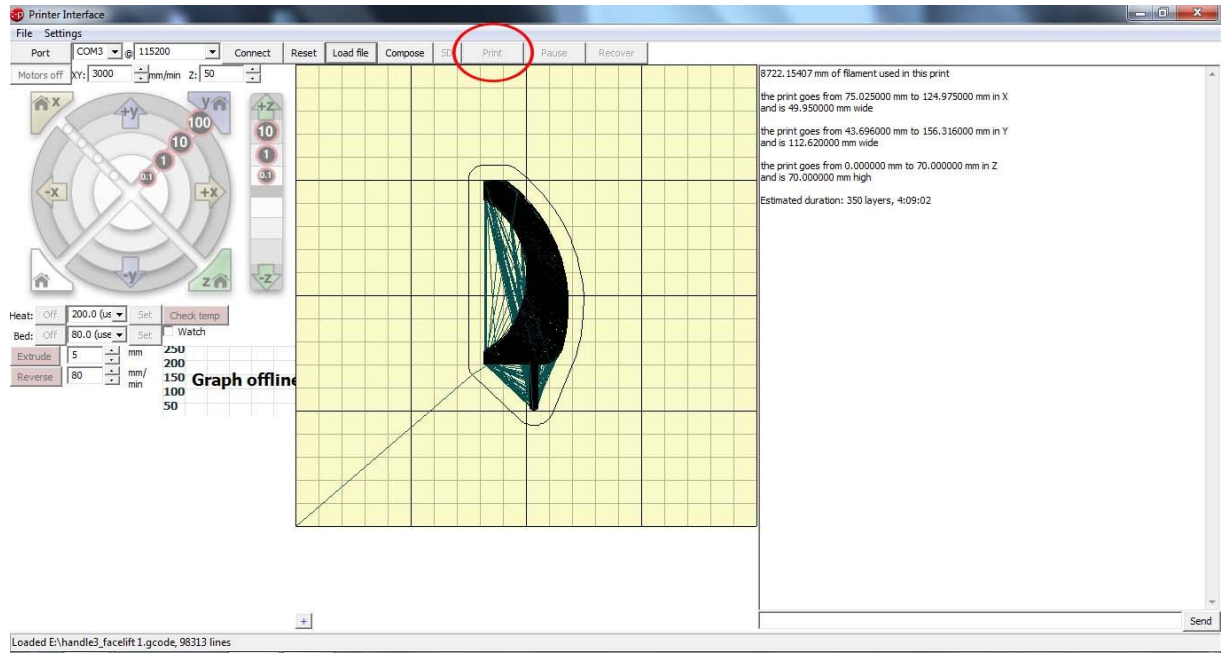 Printer Interface
File Settings
Port COM3 @ 115200 Connect Reset Load file Compose SD Print Pause Recover
Motors off XY: 3000 mm/min Z: 50
X +y y +z
100 10
10 1
1 0.1
0.1
-x +x
-y z -z
Heat: Off 200.0 (us Set Check temp
Bed: Off 80.0 (use Set Watch
Extrude 5 mm
Reverse 80 mm/
min
250
200
150 Graph offline
100
50
8722.15407 mm of filament used in this print
the print goes from 75.025000 mm to 124.975000 mm in X
and is 49.950000 mm wide
the print goes from 43.696000 mm to 156.316000 mm in Y
and is 112.620000 mm wide
the print goes from 0.000000 mm to 70.000000 mm in Z
and is 70.000000 mm high
Estimated duration: 350 layers, 4:09:02
+
Send
Loaded E:\handle3_facelift 1.gcode, 98313 lines